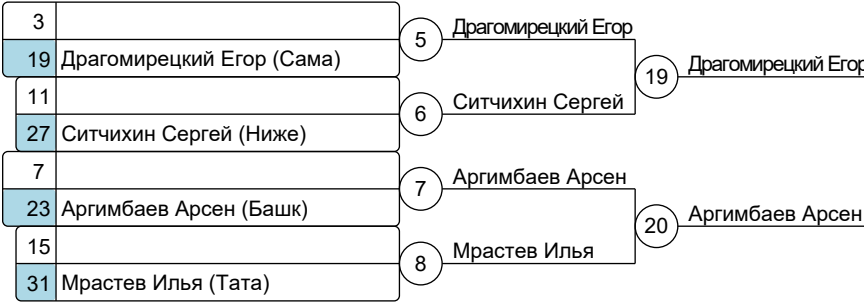 3
19 Драгомирецкий Егор (Сама)
11
27 Ситчихин Сергей (Ниже)
7
23 Аргимбаев Арсен (Башк)
15
31 Мрастев Илья (Тата)
5 Драгомирецкий Егор
6 Ситчихин Сергей
7 Аргимбаев Арсен
8 Мрастев Илья
19 Драгомирецкий Егор
20 Аргимбаев Арсен